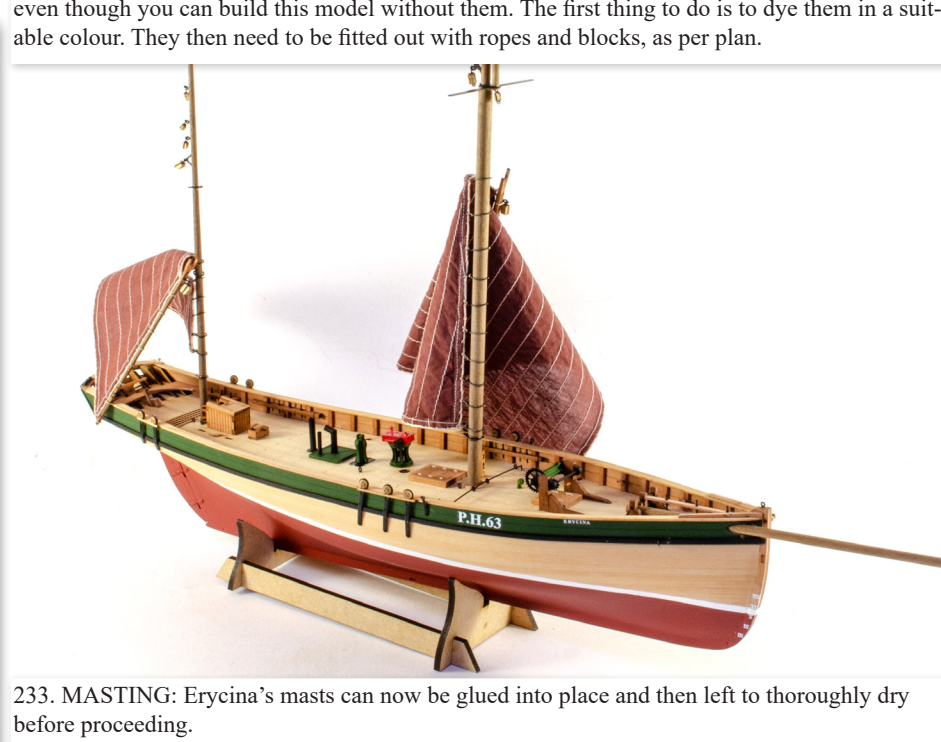 even though you can build this model without them. The first thing to do is to dye them in a suit-
able colour. They then need to be fitted out with ropes and blocks, as per plan.
P.H.63
ERYCINA
233. MASTING: Erycina’s masts can now be glued into place and then left to thoroughly dry
before proceeding.